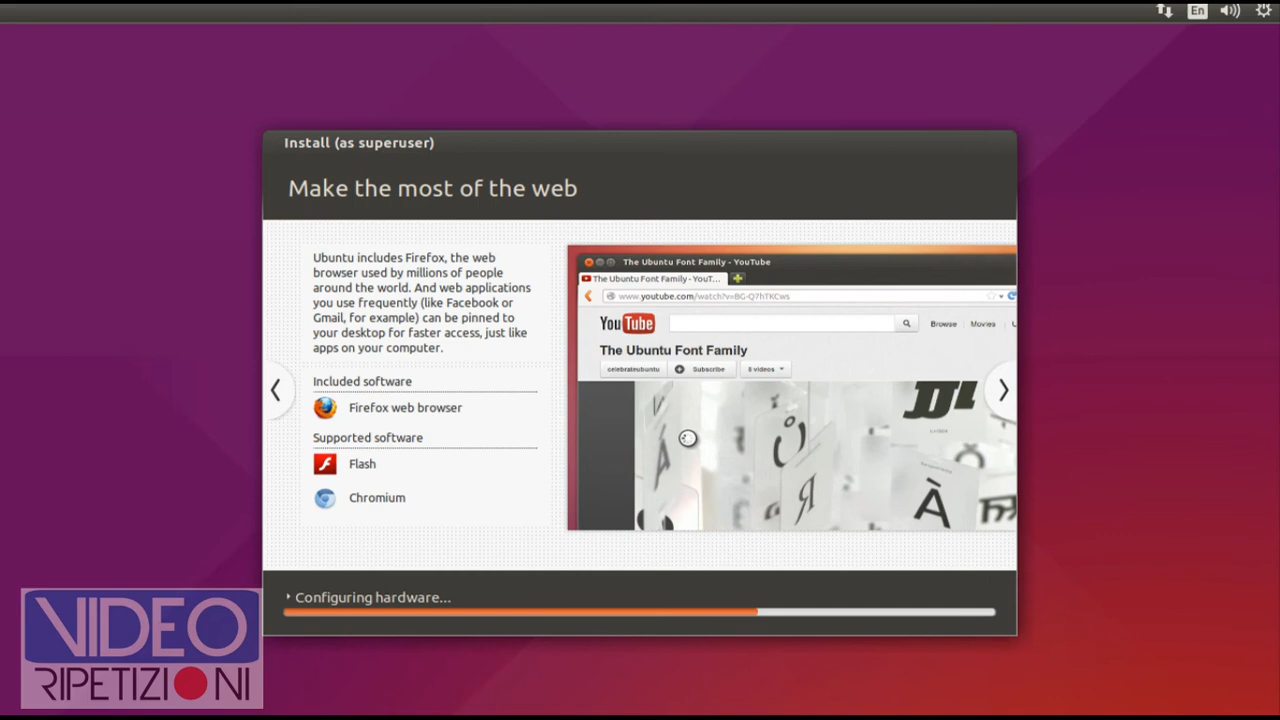 En
Install (as superuser)
Make the most of the web
Ubuntu includes Firefox, the web
browser used by millions of people
around the world. And web applications
you use frequently (like Facebook or
Gmail, for example) can be pinned to
your desktop for faster access, just like
apps on your computer.
Included software
Firefox web browser
Supported software
Flash
Chromium
The Ubuntu Font Family - YouTube
The Ubuntu Font Family - YouT...
www.youtube.com/watch?v=BG-Q7hTKCws
YouTube
Browse | Movies | U
The Ubuntu Font Family
celebrateubuntu Subscribe 8 videos
Я
À
Configuring hardware...
VIDEO
RIPETIZIONI